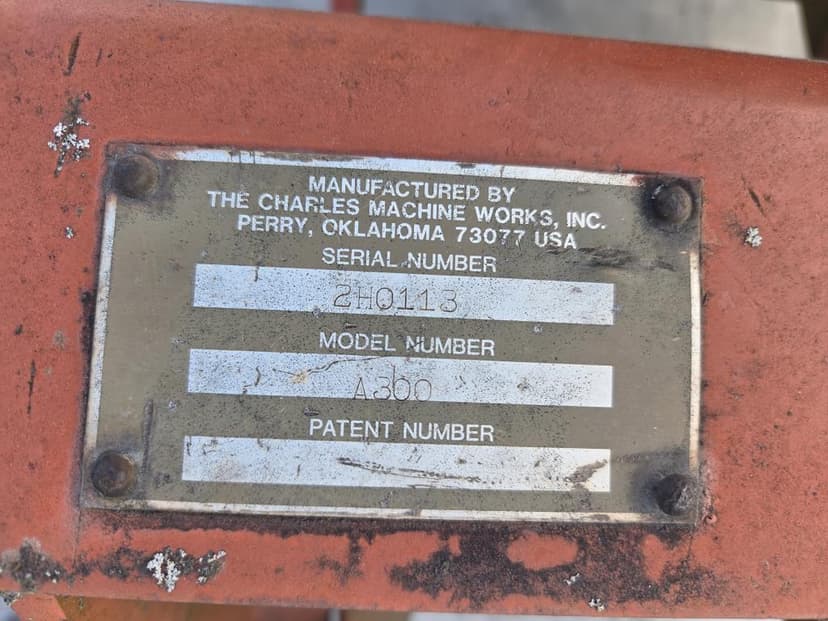 MANUFACTURED BY
THE CHARLES MACHINE WORKS, INC.
PERRY, OKLAHOMA 73077 USA
SERIAL NUMBER
2H0113
MODEL NUMBER
A300
PATENT NUMBER